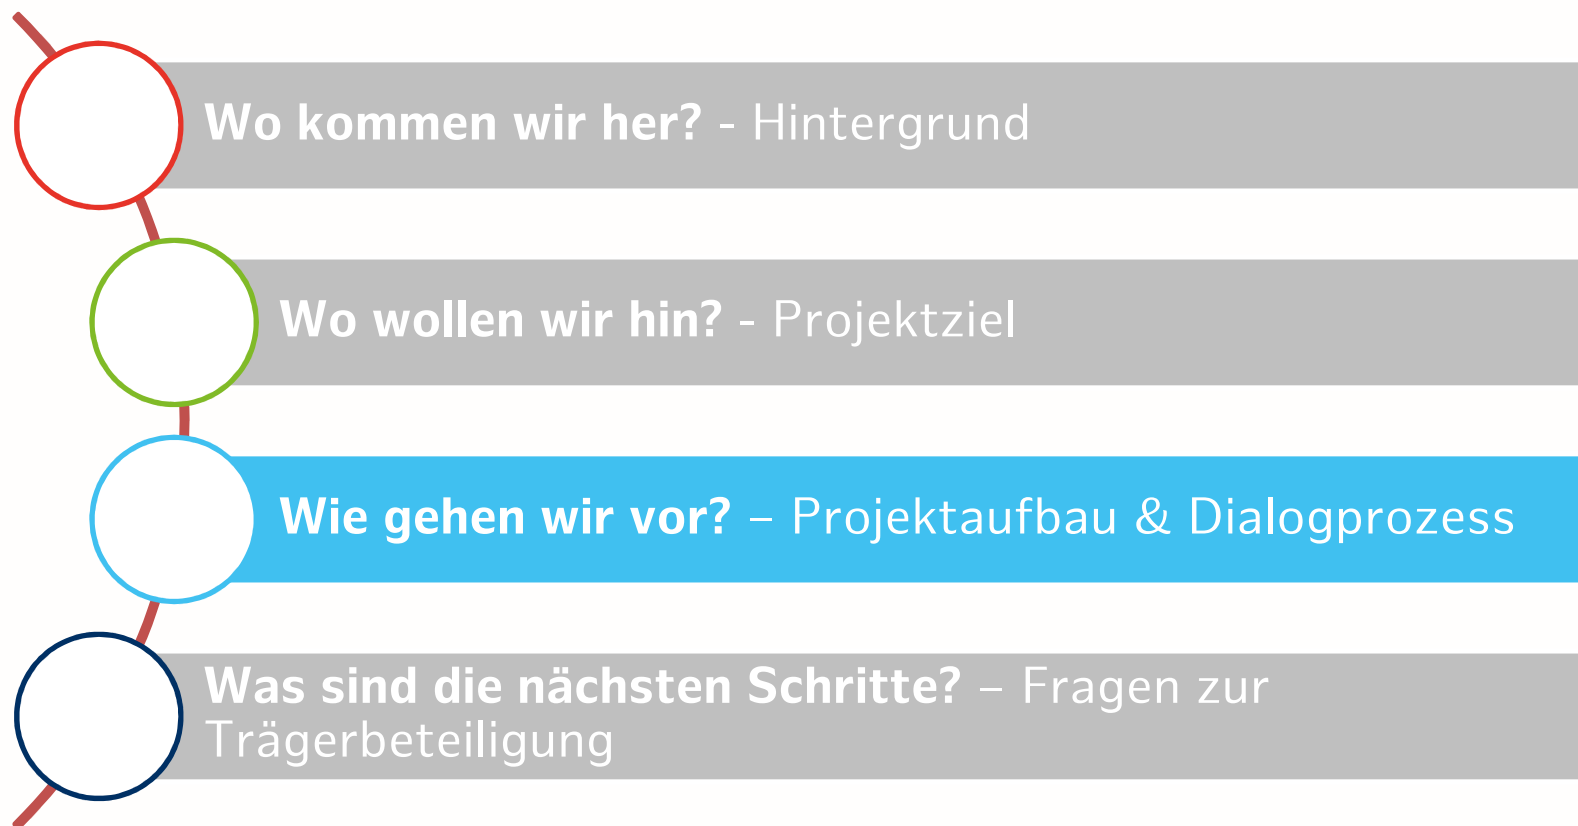 Wo kommen wir her? - Hintergrund
Wo wollen wir hin? - Projektziel
Wie gehen wir vor? – Projektaufbau & Dialogprozess
Was sind die nächsten Schritte? – Fragen zur
Trägerbeteiligung